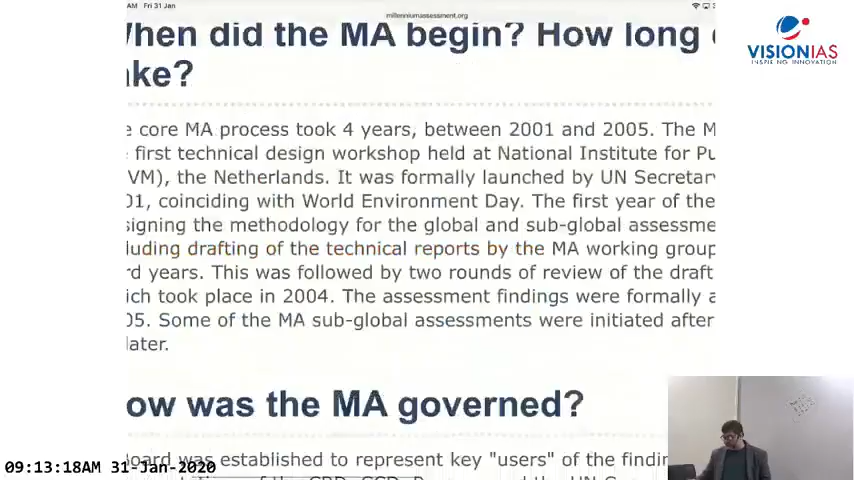 AM Fri 31 Jan
millenniumassessment.org
VISIONIAS
INSPIRING INNOVATION
hen did the MA begin? How long
ke?
e core MA process took 4 years, between 2001 and 2005. The M
first technical design workshop held at National Institute for Pu
VM), the Netherlands. It was formally launched by UN Secretar
01, coinciding with World Environment Day. The first year of the
signing the methodology for the global and sub-global assessme
luding drafting of the technical reports by the MA working group
rd years. This was followed by two rounds of review of the draft
ich took place in 2004. The assessment findings were formally a
05. Some of the MA sub-global assessments were initiated after
later.
ow was the MA governed?
oard was established to represent key "users" of the findin
09:13:18AM 31-Jan-2020